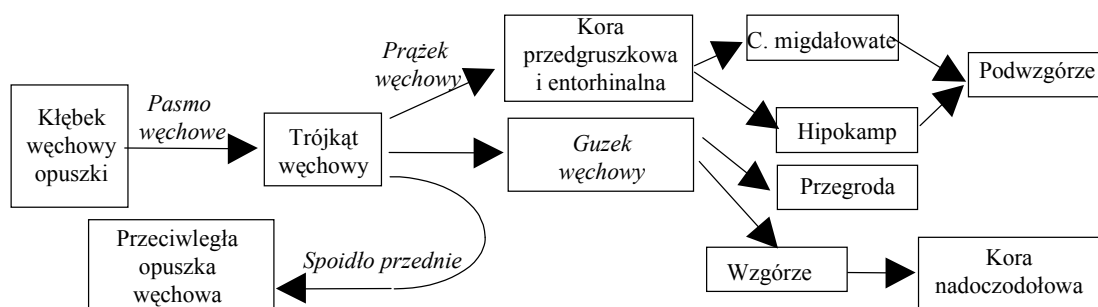 Kłębek
węchowy
opuszki
Pasmo
węchowe
Trójkąt
węchowy
Prążek
węchowy
Kora
przedgruszkowa
i entorhinalna
C. migdałowate
Podwzgórze
Hipokamp
Guzek
węchowy
Przegroda
Wzgórze
Kora
nadoczodołowa
Spoidło przednie
Przeciwległa
opuszka
węchowa